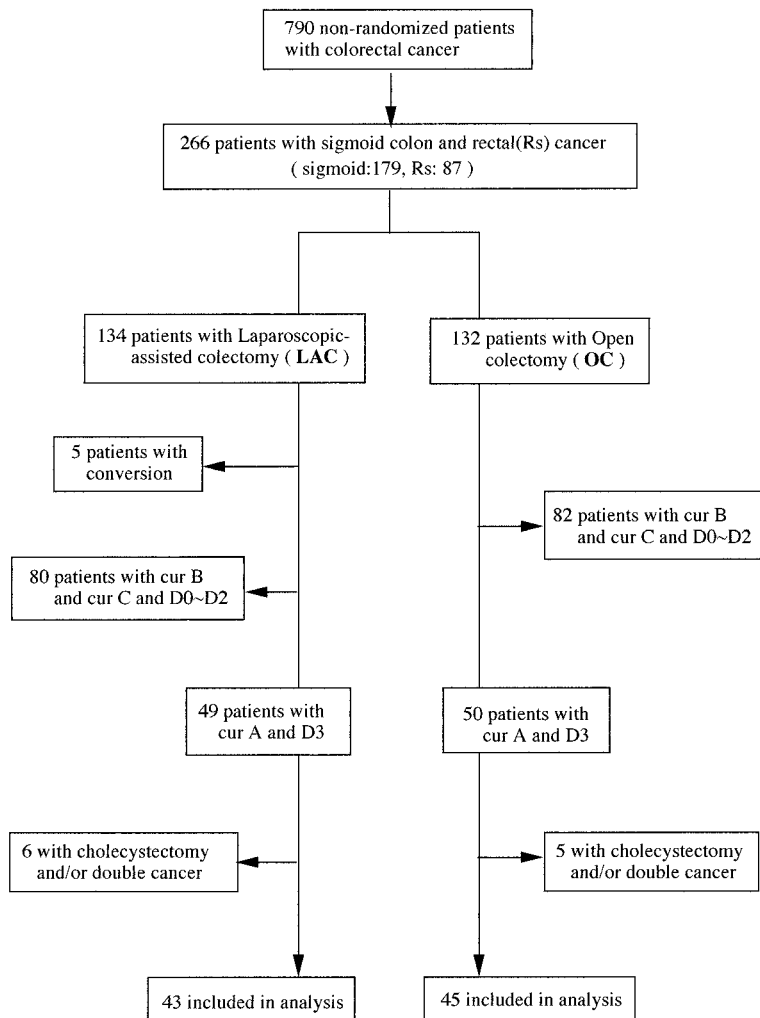 790 non-randomized patients
with colorectal cancer
266 patients with sigmoid colon and rectal(Rs) cancer
( sigmoid:179, Rs: 87 )
134 patients with Laparoscopic-
assisted colectomy ( LAC )
132 patients with Open
colectomy ( OC )
5 patients with
conversion
82 patients with cur B
and cur C and D0~D2
80 patients with cur B
and cur C and D0~D2
49 patients with
cur A and D3
50 patients with
cur A and D3
6 with cholecystectomy
and/or double cancer
5 with cholecystectomy
and/or double cancer
43 included in analysis
45 included in analysis